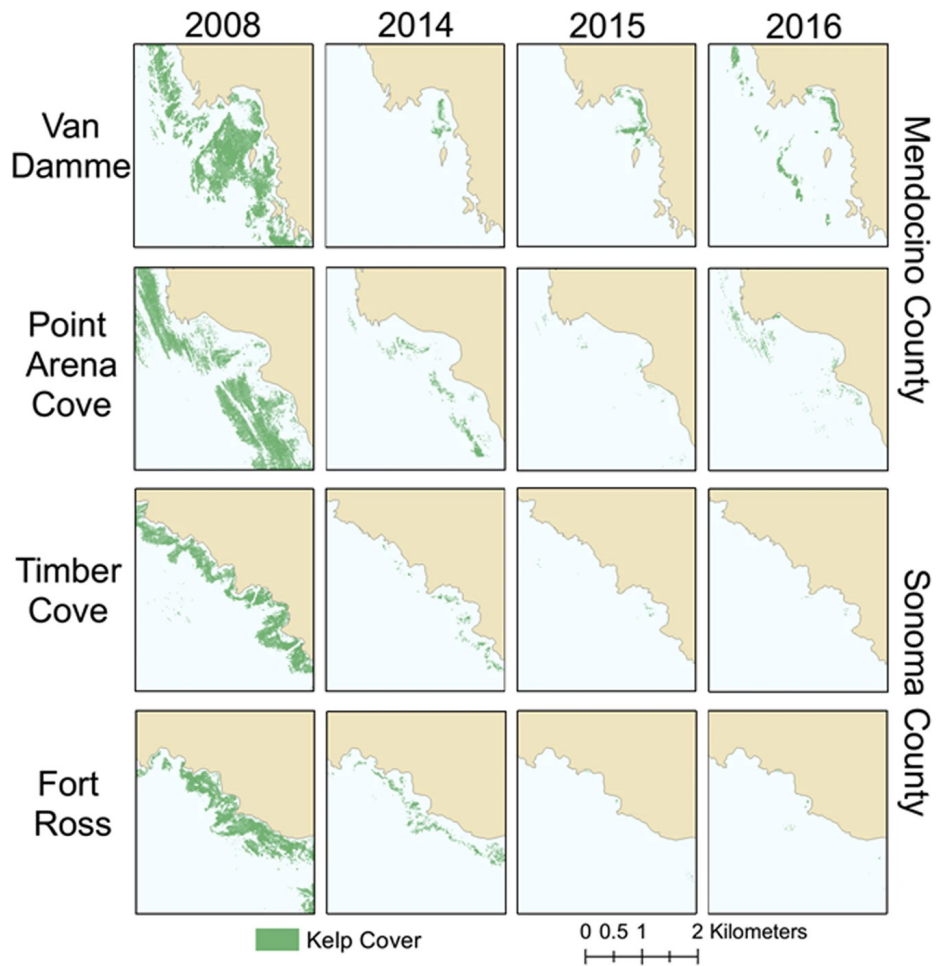 2008 2014 2015 2016
Van
Damme
Mendocino County
Point
Arena
Cove
Timber
Cove
Sonoma County
Fort
Ross
Kelp Cover
0 0.5 1 2 Kilometers